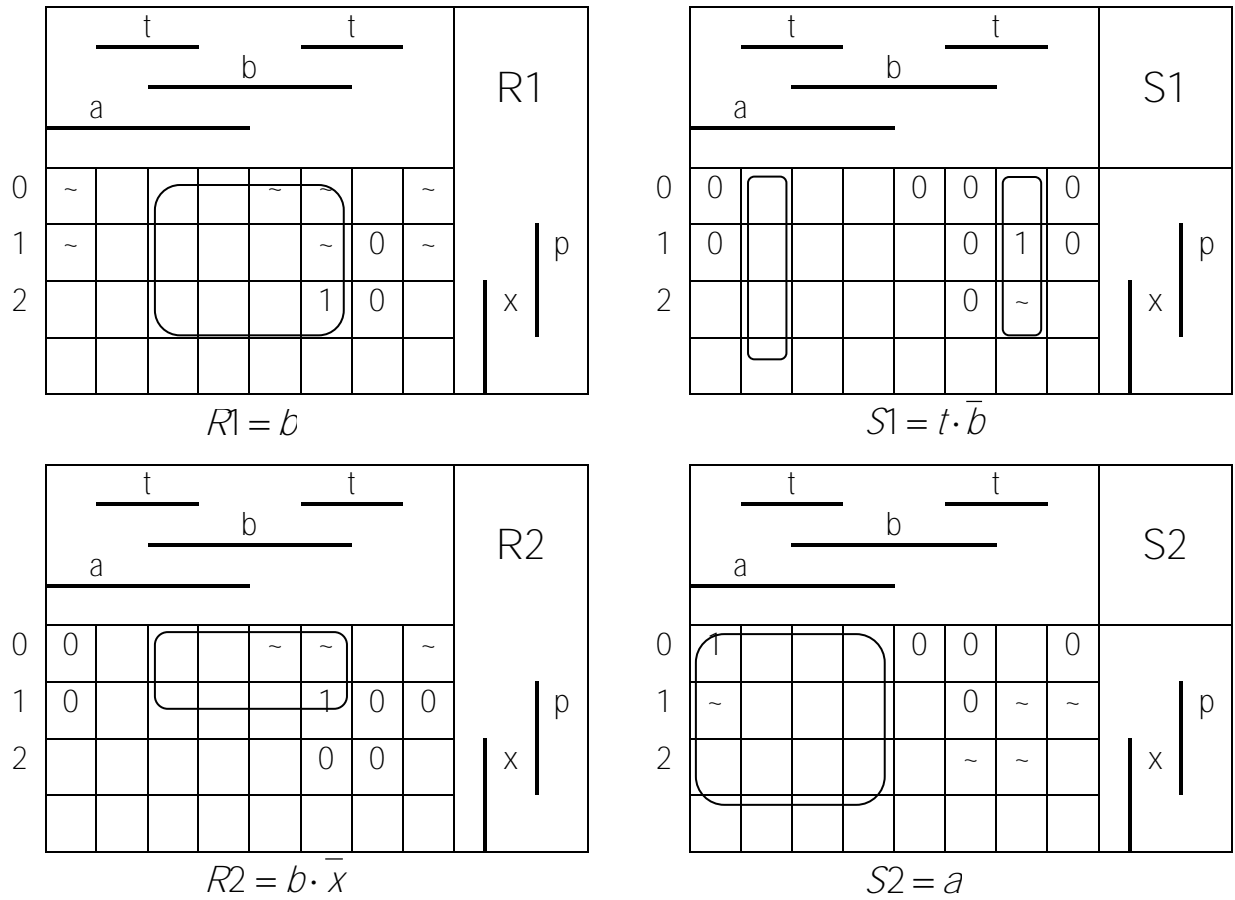 t t t t
b b
R1 S1
a a
0 ~ ~ ~ ~ 0 0 0 0 0
1 ~ ~ 0 ~ p 1 0 0 1 0 p
2 1 0 x 2 0 ~ x
R1 = b S1 = t · b̄
t t t t
b b
R2 S2
a a
0 0 ~ ~ ~ 0 1 0 0 0
1 0 1 0 0 p 1 ~ 0 ~ ~ p
2 0 0 x 2 ~ ~ x
R2 = b · x̄ S2 = a